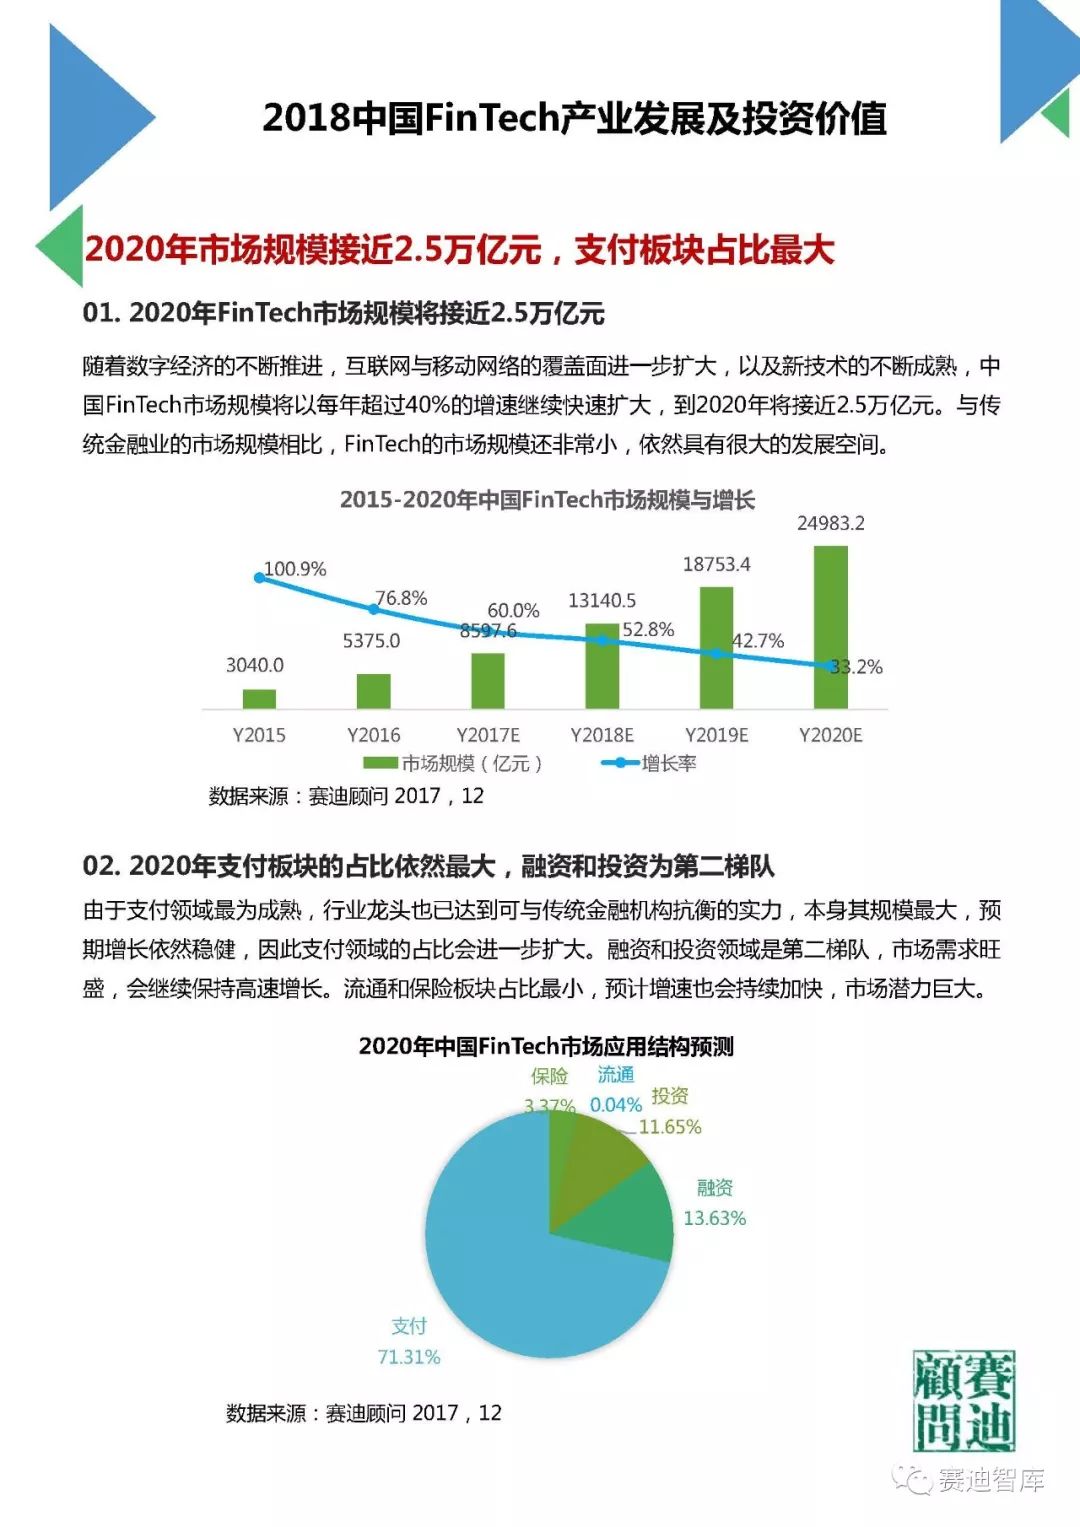 2018中国FinTech产业发展及投资价值
2020年市场规模接近2.5万亿元，支付板块占比最大
01. 2020年FinTech市场规模将接近2.5万亿元
随着数字经济的不断推进，互联网与移动网络的覆盖面进一步扩大，以及新技术的不断成熟，中
国FinTech市场规模将以每年超过40%的增速继续快速扩大，到2020年将接近2.5万亿元。与传
统金融业的市场规模相比，FinTech的市场规模还非常小，依然具有很大的发展空间。
2015-2020年中国FinTech市场规模与增长
24983.2
18753.4
13140.5
8597.6
5375.0
3040.0
100.9%
76.8%
60.0%
52.8%
42.7%
33.2%
Y2015 Y2016 Y2017E Y2018E Y2019E Y2020E
市场规模（亿元） 增长率
数据来源：赛迪顾问 2017，12
02. 2020年支付板块的占比依然最大，融资和投资为第二梯队
由于支付领域最为成熟，行业龙头也已达到可与传统金融机构抗衡的实力，本身其规模最大，预
期增长依然稳健，因此支付领域的占比会进一步扩大。融资和投资领域是第二梯队，市场需求旺
盛，会继续保持高速增长。流通和保险板块占比最小，预计增速也会持续加快，市场潜力巨大。
2020年中国FinTech市场应用结构预测
保险
3.37%
流通
0.04%
投资
11.65%
融资
13.63%
支付
71.31%
数据来源：赛迪顾问 2017，12
賽迪顧問
赛迪智库